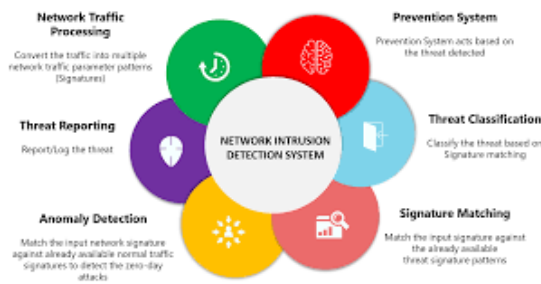 Network Traffic
Processing
Convert the traffic into multiple
network traffic parameter patterns
(Signatures)
Prevention System
Prevention System acts based on
the threat detected
Threat Reporting
Report/Log the threat
NETWORK INTRUSION
DETECTION SYSTEM
Threat Classification
Classify the threat based on
Signature matching
Anomaly Detection
Match the input network signature
against already available normal traffic
signatures to detect the zero-day
attacks
Signature Matching
Match the input signature against
the already available
threat signature patterns